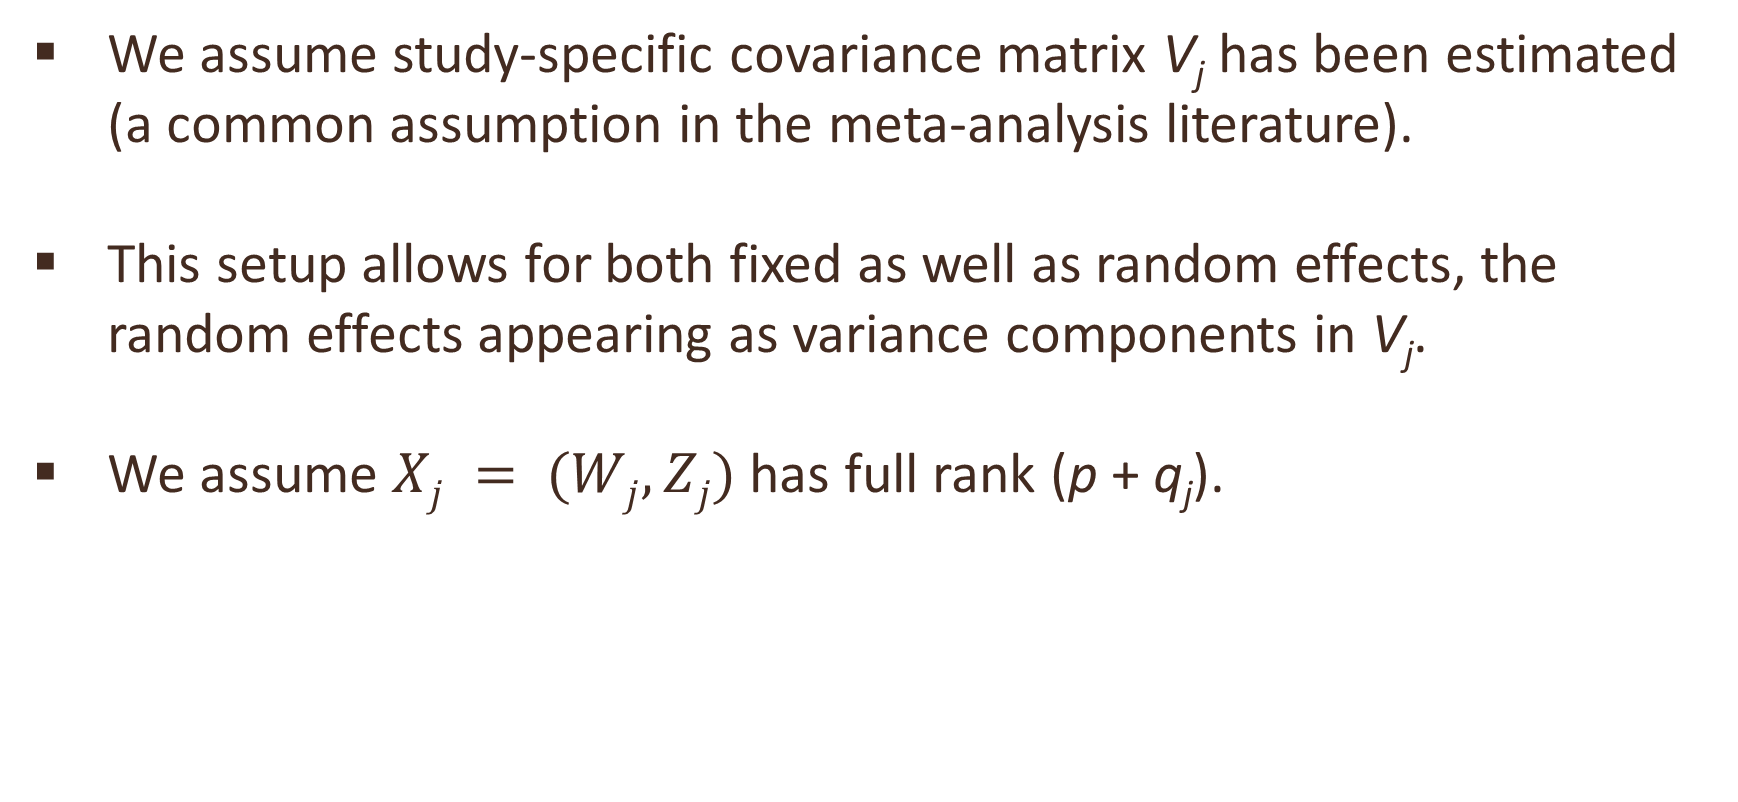 ▪ We assume study-specific covariance matrix Vj has been estimated
(a common assumption in the meta-analysis literature).
▪ This setup allows for both fixed as well as random effects, the
random effects appearing as variance components in Vj.
▪ We assume Xj = (Wj, Zj) has full rank (p + qj).